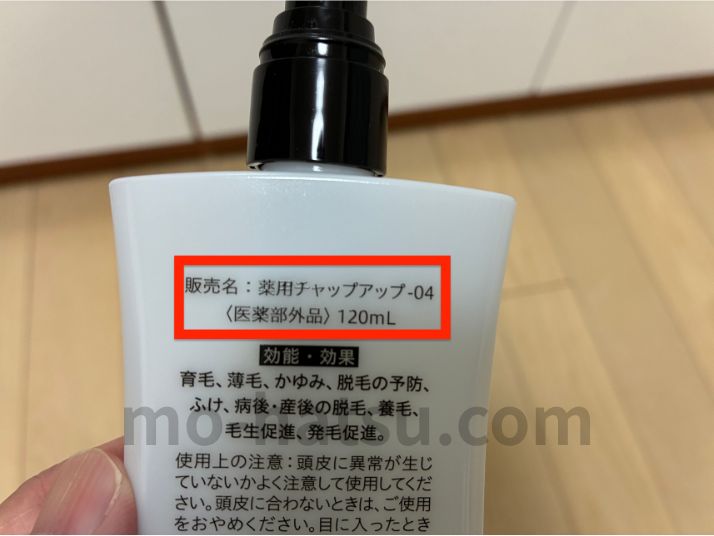 販売名：薬用チャップアップ-04
〈医薬部外品〉120mL
効能・効果
育毛、薄毛、かゆみ、脱毛の予防、
ふけ、病後・産後の脱毛、養毛、
毛生促進、発毛促進。
mo-haisu.com
使用上の注意：頭皮に異常が生じ
ていないかよく注意して使用してくだ
さい。頭皮に合わないときは、ご使用
をおやめください。目に入ったとき